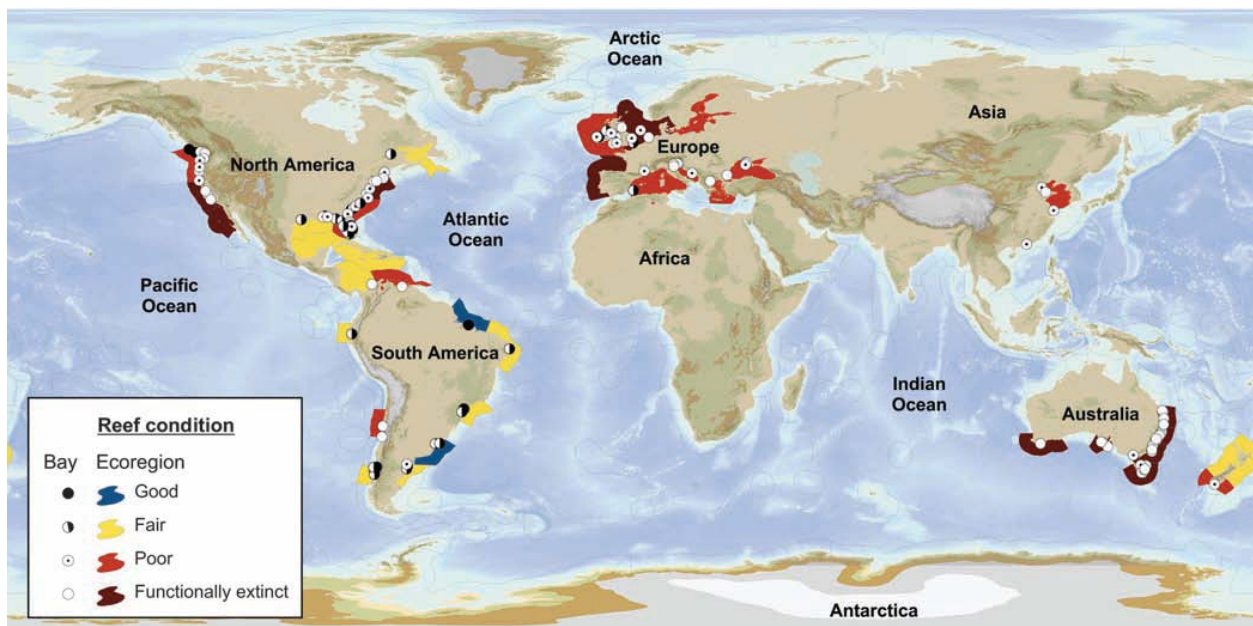 Arctic
Ocean
Asia
North America
Europe
Atlantic
Ocean
Africa
Pacific
Ocean
South America
Indian
Ocean
Australia
Reef condition
Bay Ecoregion
Good
Fair
Poor
Functionally extinct
Antarctica